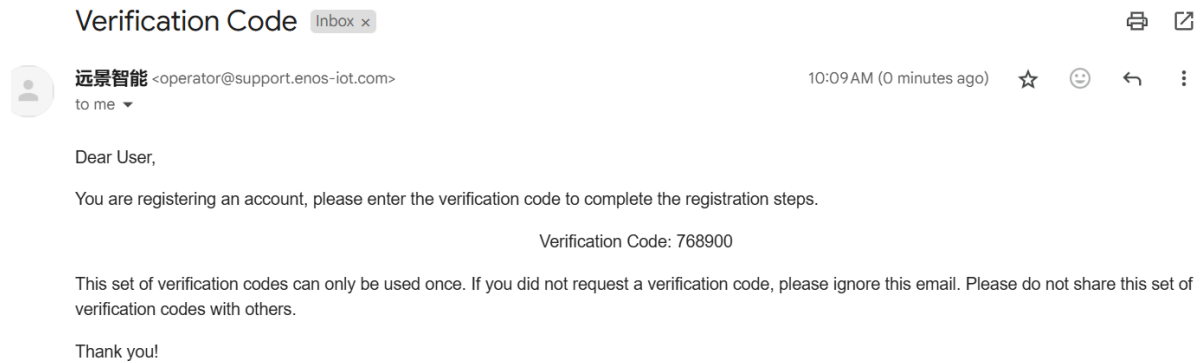 Verification Code Inbox ×
远景智能 <operator@support.enos-iot.com> 10:09 AM (0 minutes ago)
to me
Dear User,
You are registering an account, please enter the verification code to complete the registration steps.
Verification Code: 768900
This set of verification codes can only be used once. If you did not request a verification code, please ignore this email. Please do not share this set of
verification codes with others.
Thank you!